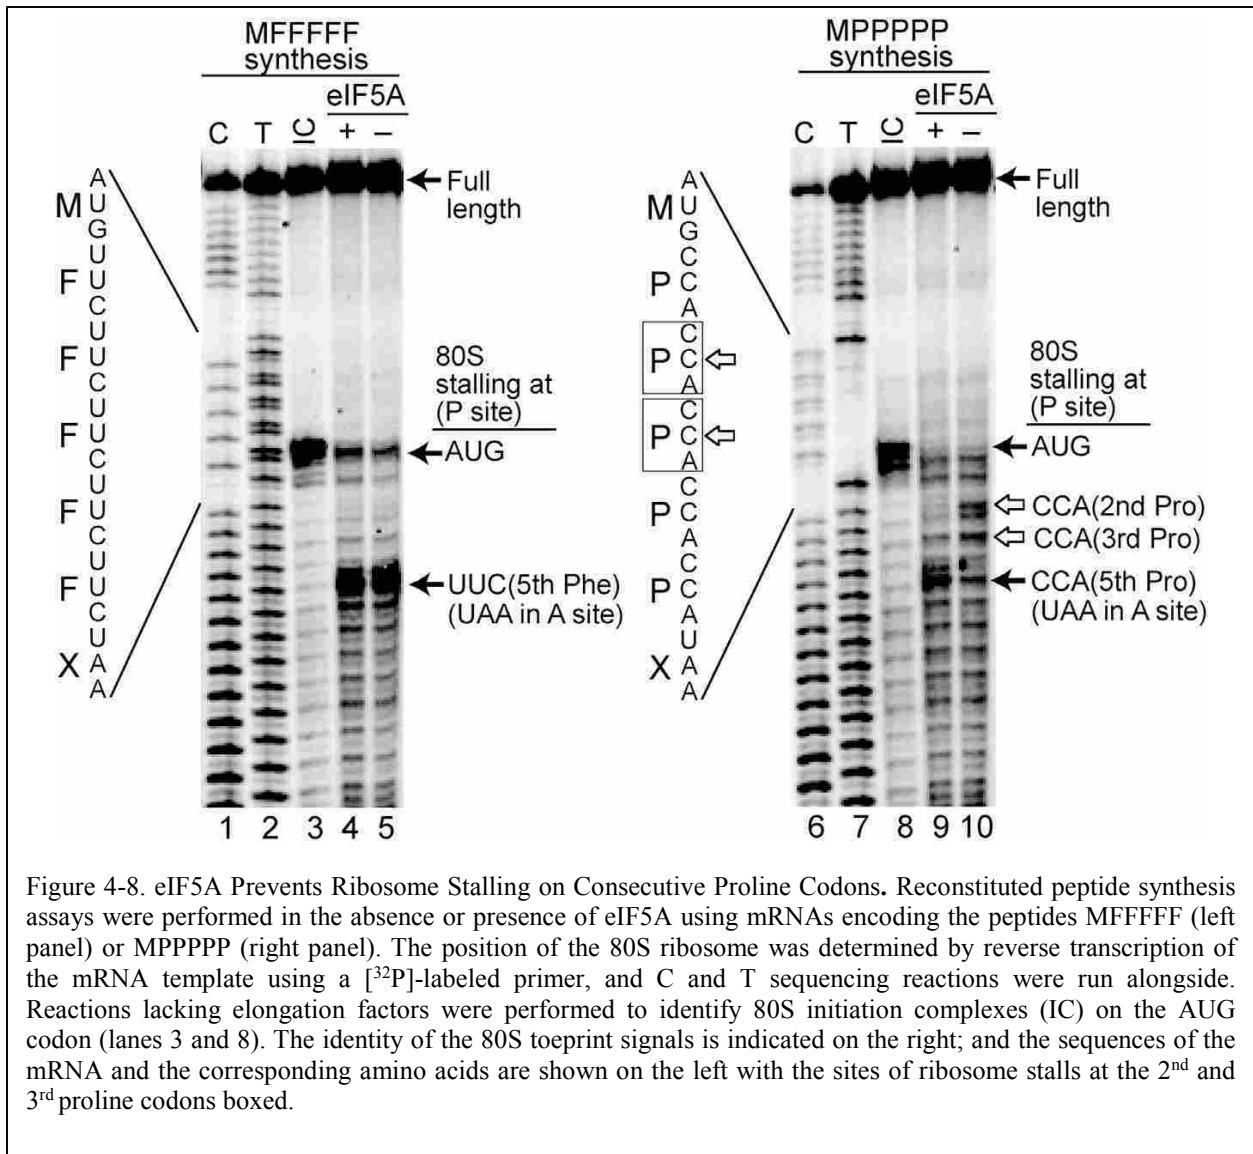 MFFFFF
synthesis
eIF5A
C T IC + –
Full
length
80S
stalling at
(P site)
AUG
UUC(5th Phe)
(UAA in A site)
M
F
F
F
F
F
X
A
U
G
U
U
C
U
U
C
U
U
C
U
U
C
U
U
C
U
A
A
1 2 3 4 5
MPPPPP
synthesis
eIF5A
C T IC + –
Full
length
80S
stalling at
(P site)
AUG
CCA(2nd Pro)
CCA(3rd Pro)
CCA(5th Pro)
(UAA in A site)
M
P
P
P
P
P
X
A
U
G
C
C
A
C
C
A
C
C
A
C
C
A
C
C
A
U
A
A
6 7 8 9 10
Figure 4-8. eIF5A Prevents Ribosome Stalling on Consecutive Proline Codons. Reconstituted peptide synthesis
assays were performed in the absence or presence of eIF5A using mRNAs encoding the peptides MFFFFF (left
panel) or MPPPPP (right panel). The position of the 80S ribosome was determined by reverse transcription of
the mRNA template using a [³²P]-labeled primer, and C and T sequencing reactions were run alongside.
Reactions lacking elongation factors were performed to identify 80S initiation complexes (IC) on the AUG
codon (lanes 3 and 8). The identity of the 80S toeprint signals is indicated on the right; and the sequences of the
mRNA and the corresponding amino acids are shown on the left with the sites of ribosome stalls at the 2ⁿᵈ and
3ʳᵈ proline codons boxed.